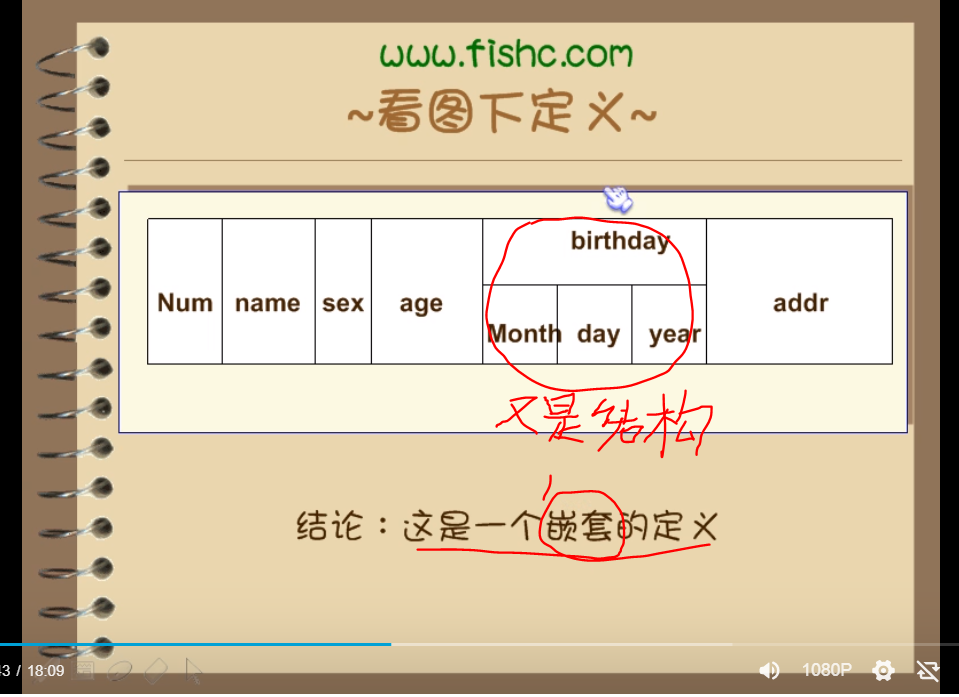 www.fishc.com
~看图下定义~
birthday
Num name sex age addr
Month day year
又是结构
结论：这是一个嵌套的定义
43 / 18:09 1080P